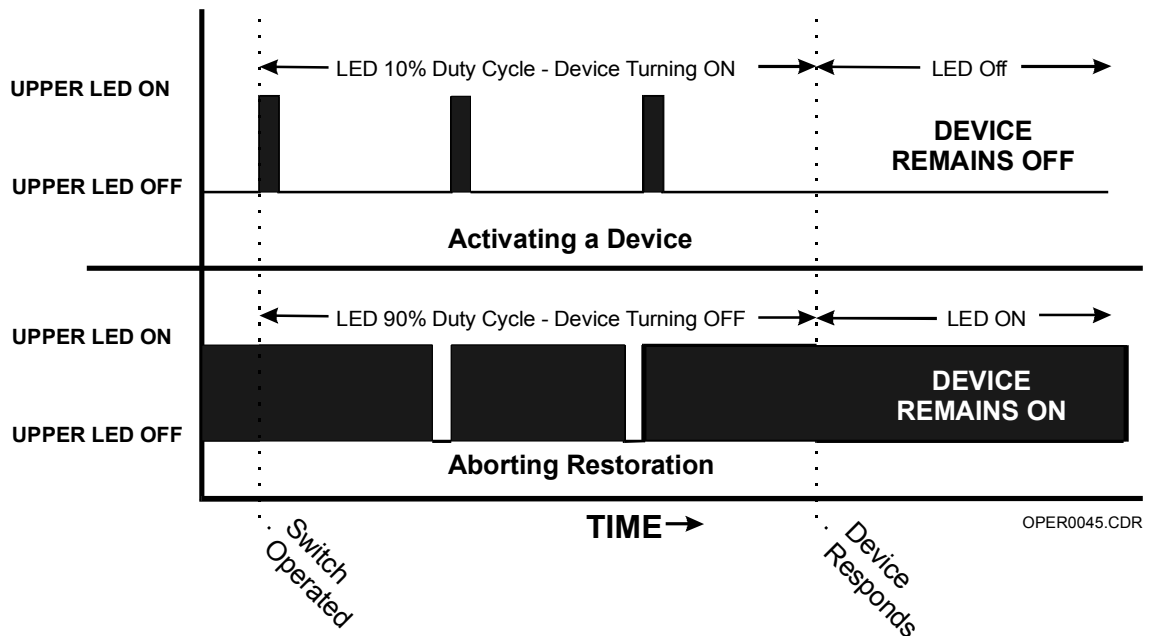 LED 10% Duty Cycle - Device Turning ON
LED Off
UPPER LED ON
DEVICE
REMAINS OFF
UPPER LED OFF
Activating a Device
LED 90% Duty Cycle - Device Turning OFF
LED ON
UPPER LED ON
DEVICE
REMAINS ON
UPPER LED OFF
Aborting Restoration
TIME
OPER0045.CDR
Switch
Operated
Device
Responds